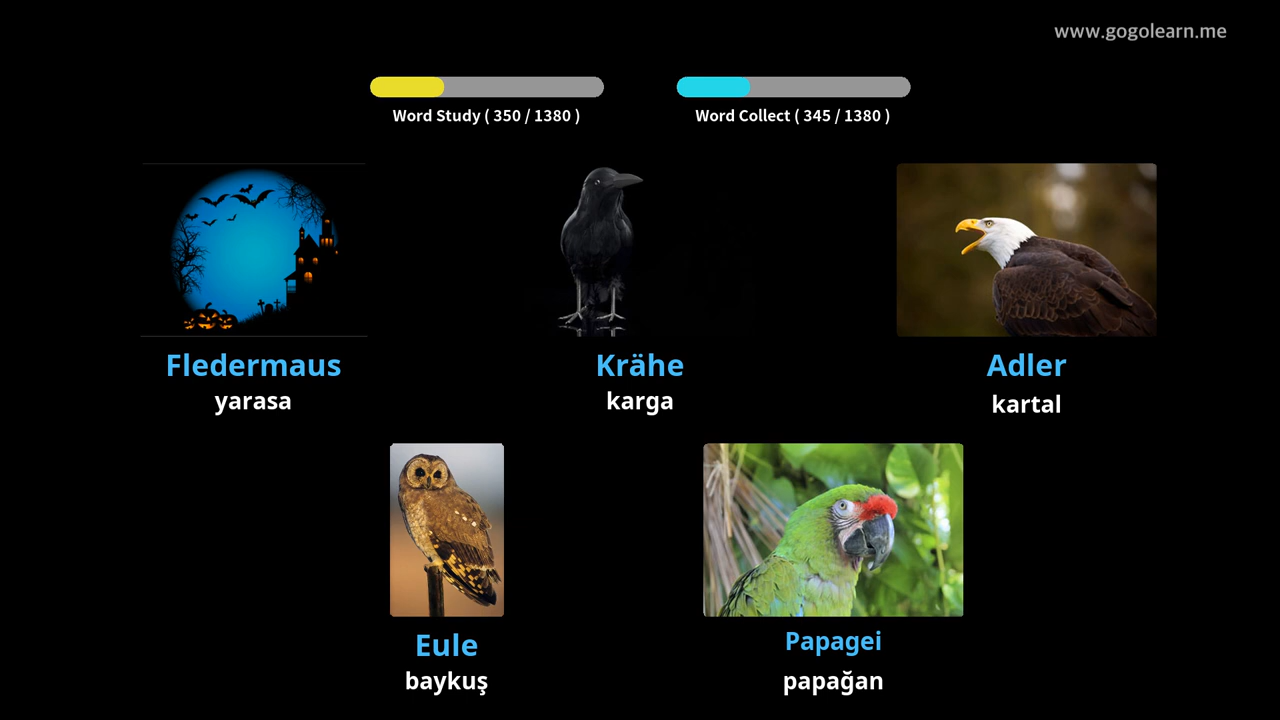 www.gogolearn.me
Word Study ( 350 / 1380 )
Word Collect ( 345 / 1380 )
Fledermaus
yarasa
Krähe
karga
Adler
kartal
Eule
baykuş
Papagei
papağan